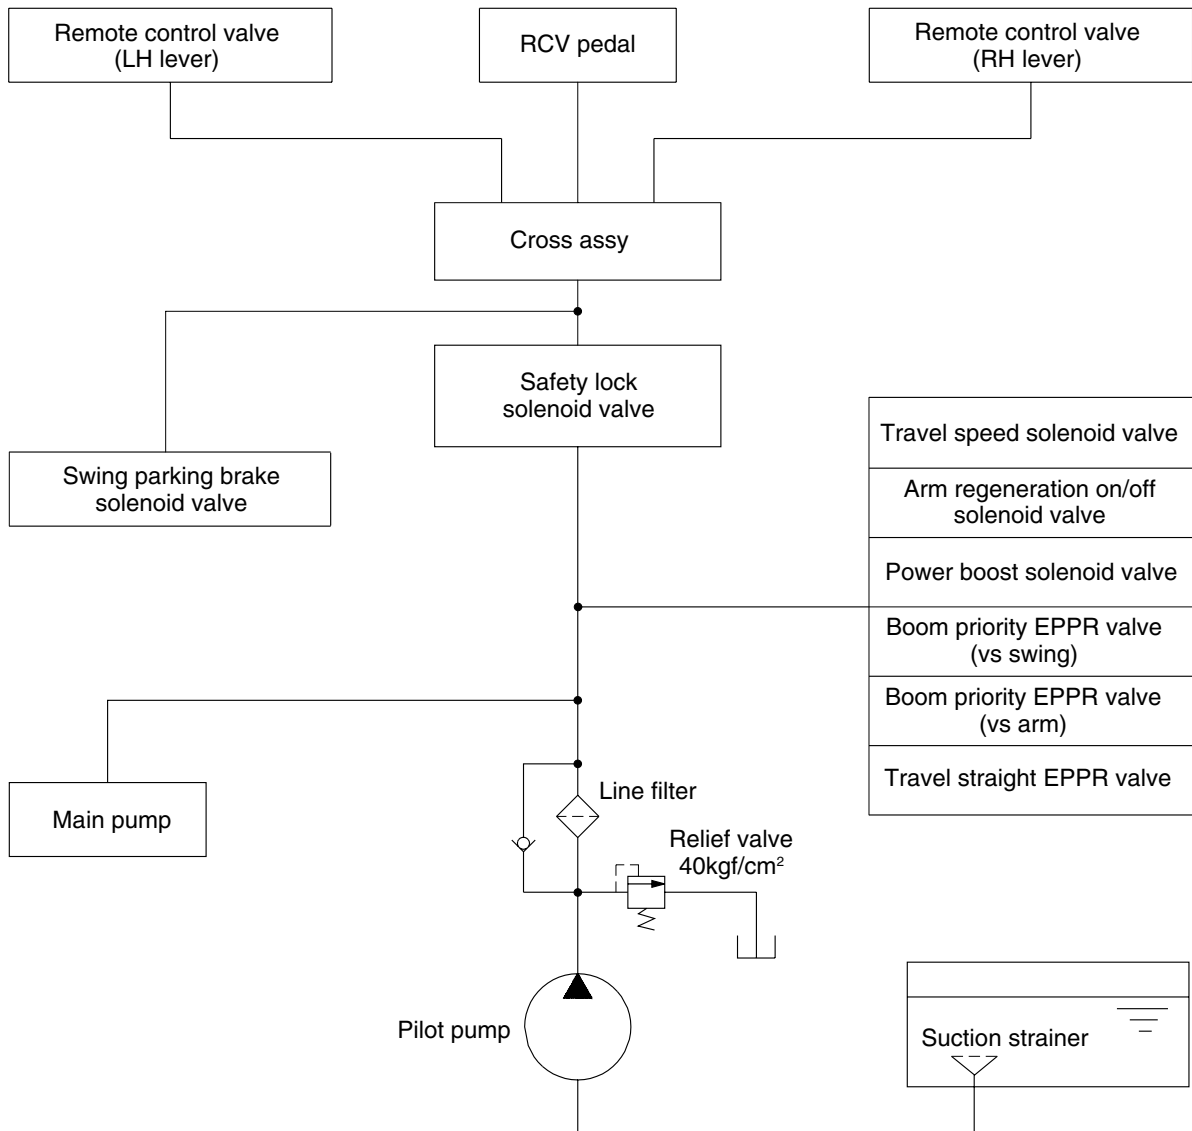 Remote control valve
(LH lever)
RCV pedal
Remote control valve
(RH lever)
Cross assy
Safety lock
solenoid valve
Swing parking brake
solenoid valve
Travel speed solenoid valve
Arm regeneration on/off
solenoid valve
Power boost solenoid valve
Boom priority EPPR valve
(vs swing)
Boom priority EPPR valve
(vs arm)
Travel straight EPPR valve
Main pump
Line filter
Relief valve
40kgf/cm²
Pilot pump
Suction strainer